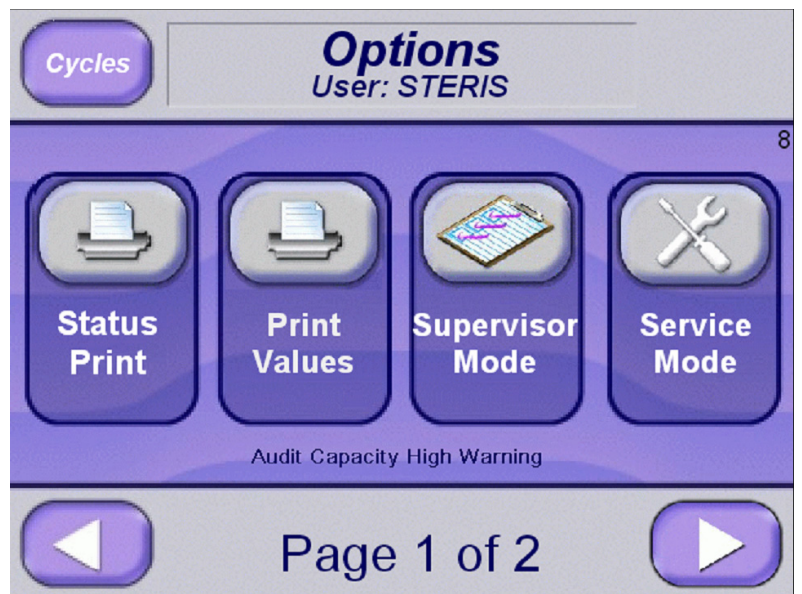 Cycles
Options
User: STERIS
8
Status
Print
Print
Values
Supervisor
Mode
Service
Mode
Audit Capacity High Warning
Page 1 of 2